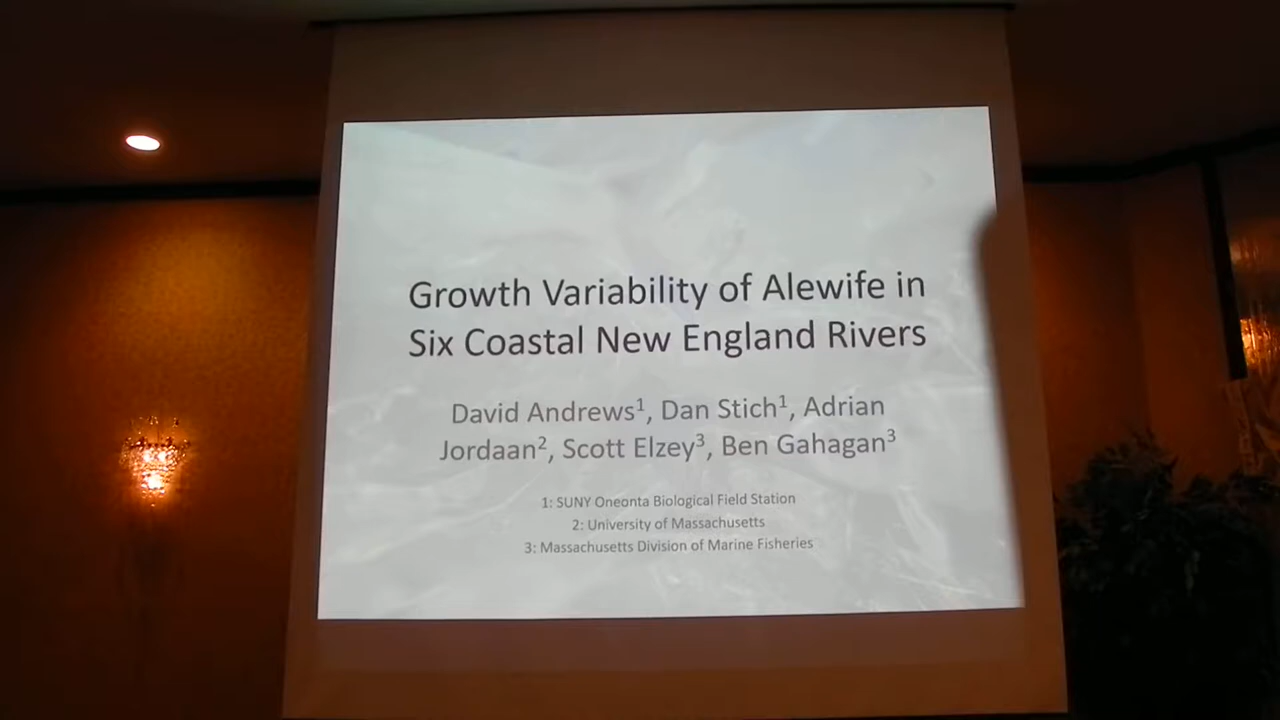 Growth Variability of Alewife in
Six Coastal New England Rivers
David Andrews¹, Dan Stich¹, Adrian
Jordaan², Scott Elzey³, Ben Gahagan³
1: SUNY Oneonta Biological Field Station
2: University of Massachusetts
3: Massachusetts Division of Marine Fisheries